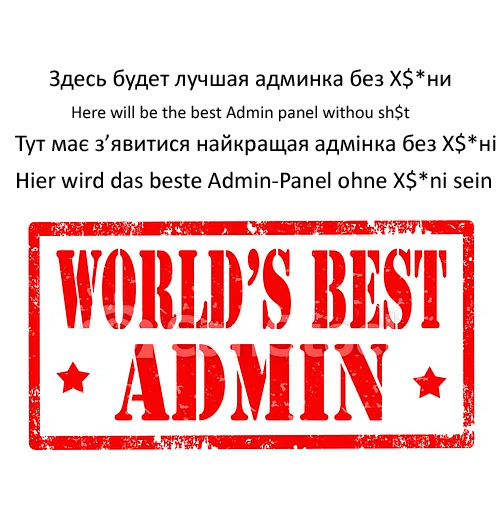 Здесь будет лучшая админка без Х$*ни
Here will be the best Admin panel withou sh$t
Тут має з’явитися найкращая адмінка без Х$*ні
Hier wird das beste Admin-Panel ohne X$*ni sein
WORLD’S BEST
ADMIN